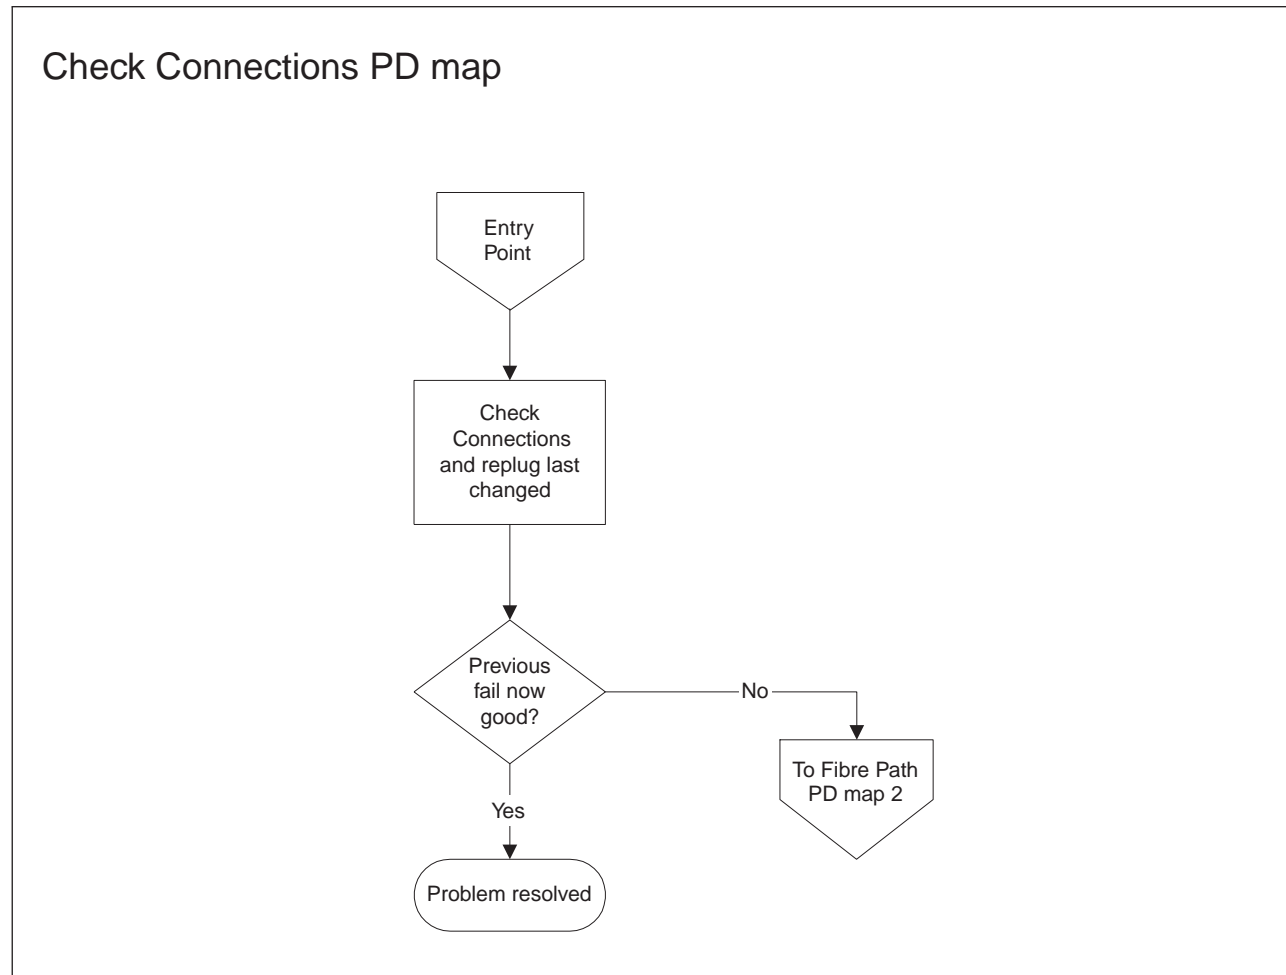 Check Connections PD map
Entry
Point
Check
Connections
and replug last
changed
Previous
fail now
good?
No
To Fibre Path
PD map 2
Yes
Problem resolved